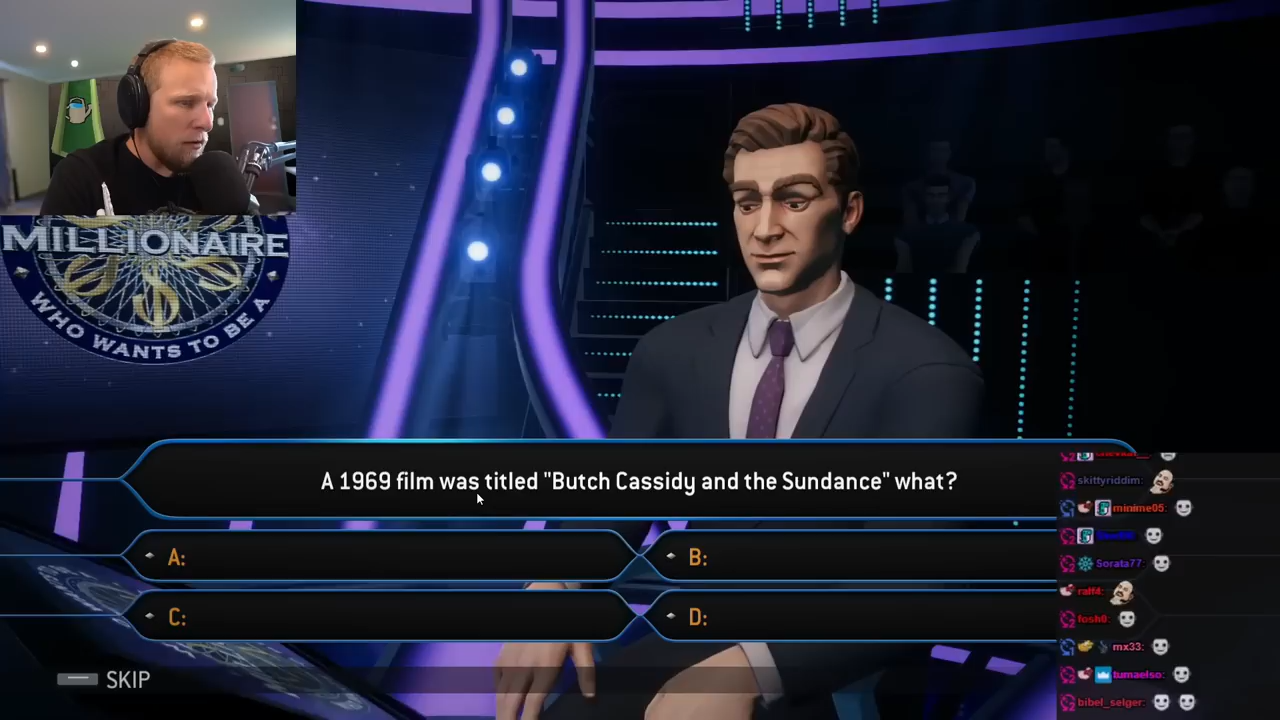 MILLIONAIRE
WHO WANTS TO BE A
A 1969 film was titled "Butch Cassidy and the Sundance" what?
A:
B:
C:
D:
SKIP
skittyriddim:
minime05:
Sorata77:
ralf4:
fosh0:
mx33:
tumaelso:
bibel_selger: